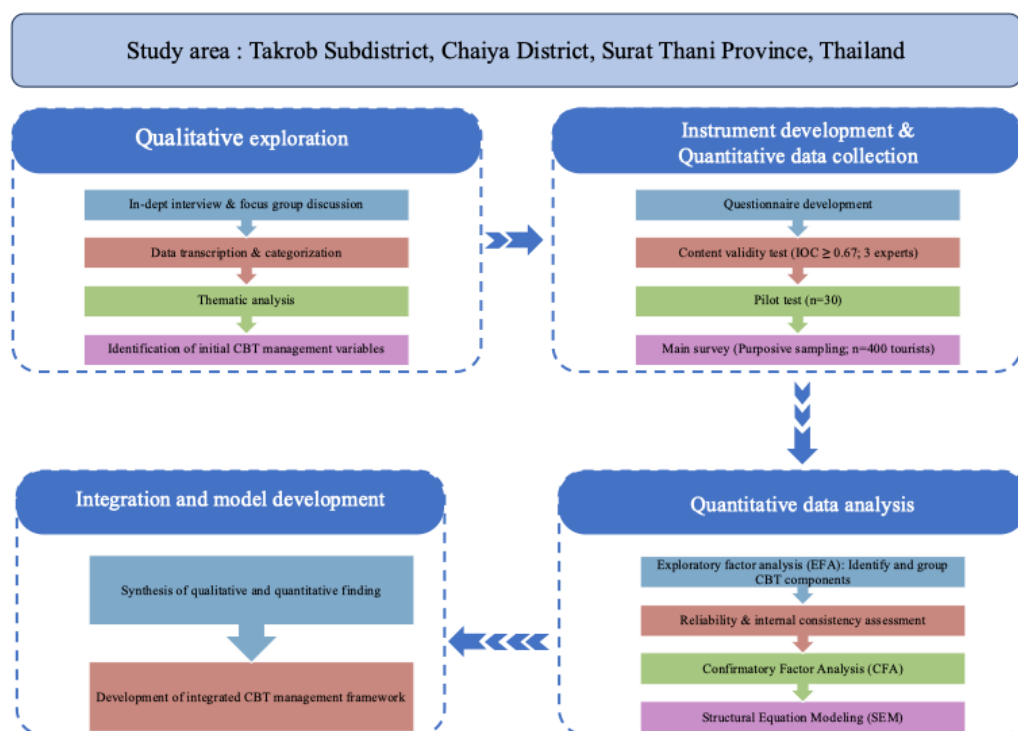 Study area : Takrob Subdistrict, Chaiya District, Surat Thani Province, Thailand
Qualitative exploration
In-dept interview & focus group discussion
Data transcription & categorization
Thematic analysis
Identification of initial CBT management variables
Instrument development &
Quantitative data collection
Questionnaire development
Content validity test (IOC ≥ 0.67; 3 experts)
Pilot test (n=30)
Main survey (Purposive sampling; n=400 tourists)
Quantitative data analysis
Exploratory factor analysis (EFA): Identify and group
CBT components
Reliability & internal consistency assessment
Confirmatory Factor Analysis (CFA)
Structural Equation Modeling (SEM)
Integration and model development
Synthesis of qualitative and quantitative finding
Development of integrated CBT management framework